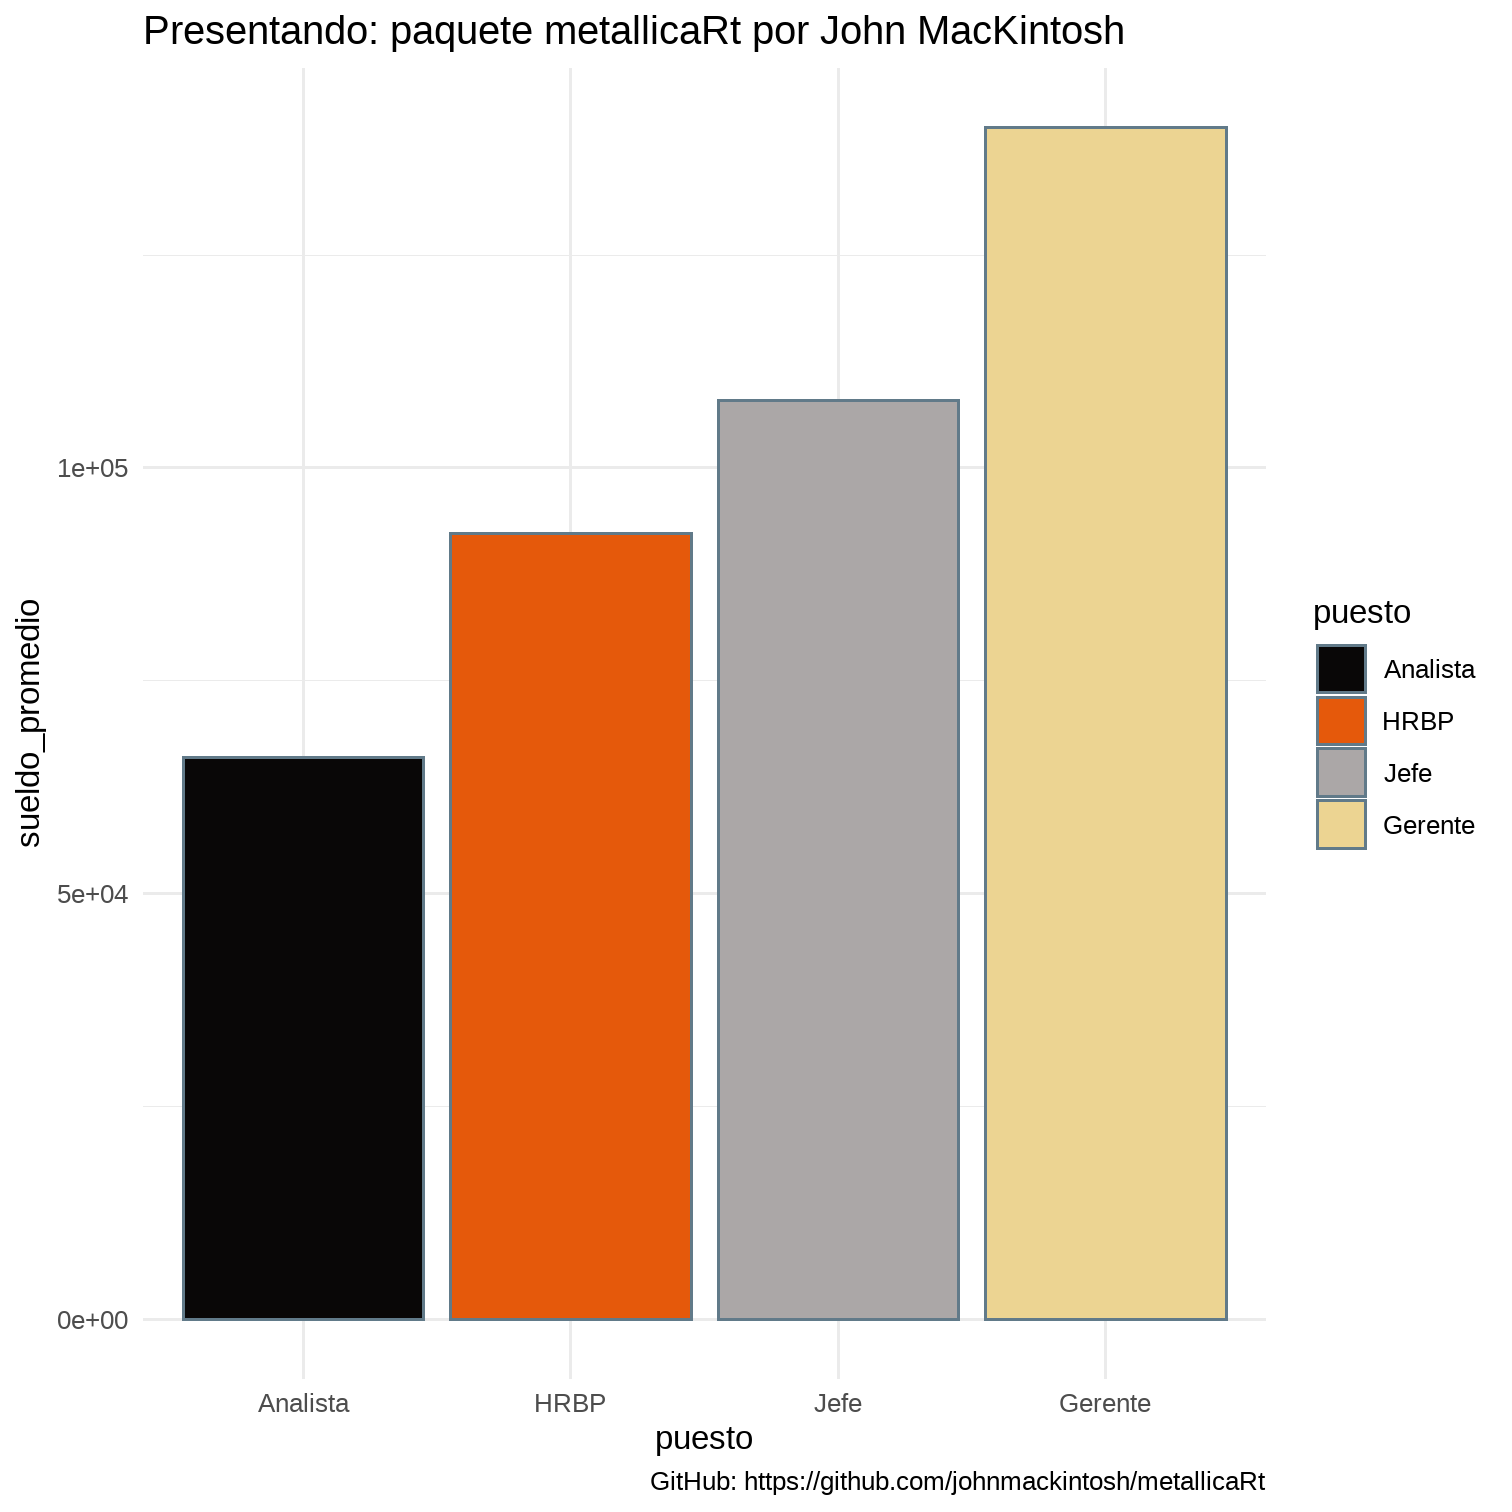 Presentando: paquete metallicaRt por John MacKintosh
sueldo_promedio
1e+05
5e+04
0e+00
Analista
HRBP
Jefe
Gerente
puesto
puesto
Analista
HRBP
Jefe
Gerente
GitHub: https://github.com/johnmackintosh/metallicaRt